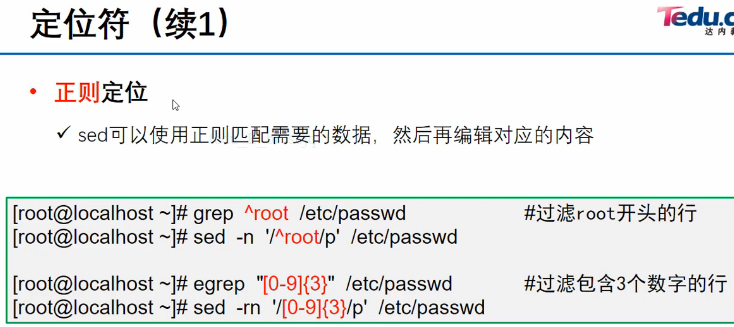 定位符（续1）
Tedu.c
达内教
• 正则定位
✓ sed可以使用正则匹配需要的数据，然后再编辑对应的内容
[root@localhost ~]# grep ^root /etc/passwd #过滤root开头的行
[root@localhost ~]# sed -n '/^root/p' /etc/passwd
[root@localhost ~]# egrep "[0-9]{3}" /etc/passwd #过滤包含3个数字的行
[root@localhost ~]# sed -rn '/[0-9]{3}/p' /etc/passwd